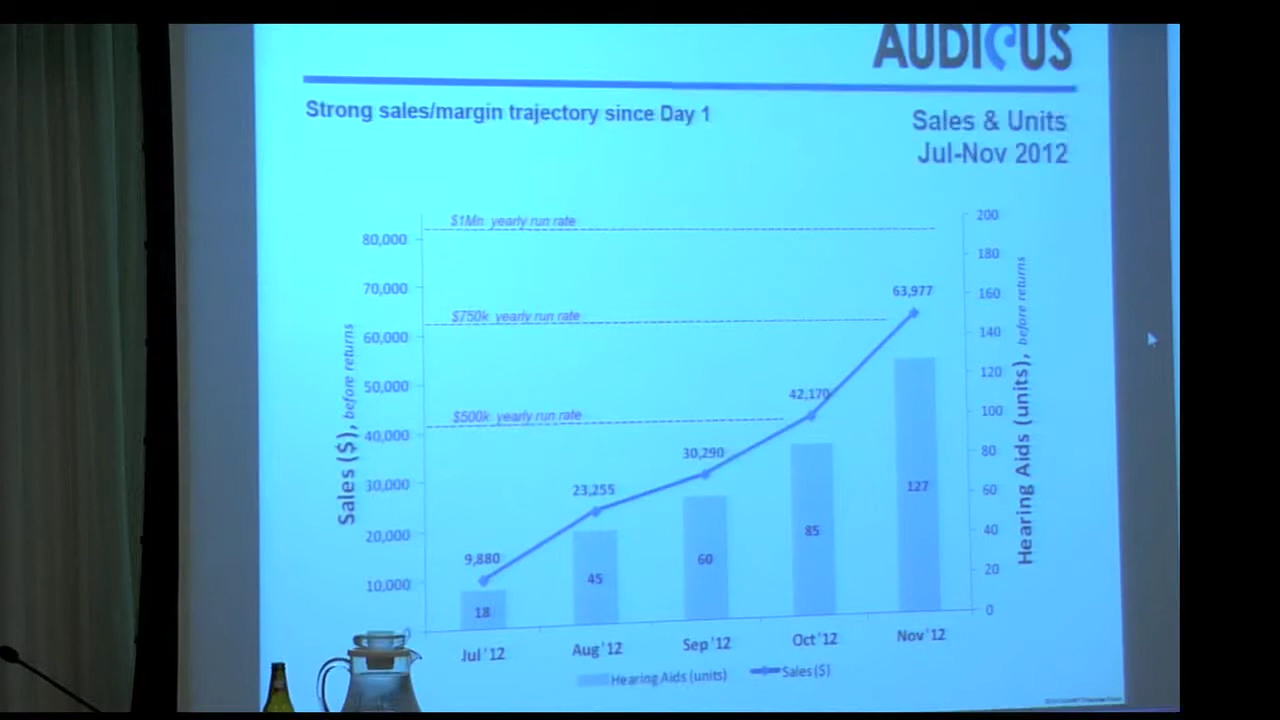 AUDICUS
Strong sales/margin trajectory since Day 1
Sales & Units
Jul-Nov 2012
$1Mn yearly run rate
$750k yearly run rate
$500k yearly run rate
Sales ($), before returns
80,000
70,000
60,000
50,000
40,000
30,000
20,000
10,000
0
9,880
23,255
30,290
42,170
63,977
18
45
60
85
127
200
180
160
140
120
100
80
60
40
20
0
Hearing Aids (units), before returns
Jul '12
Aug '12
Sep '12
Oct '12
Nov '12
Hearing Aids (units)
Sales ($)